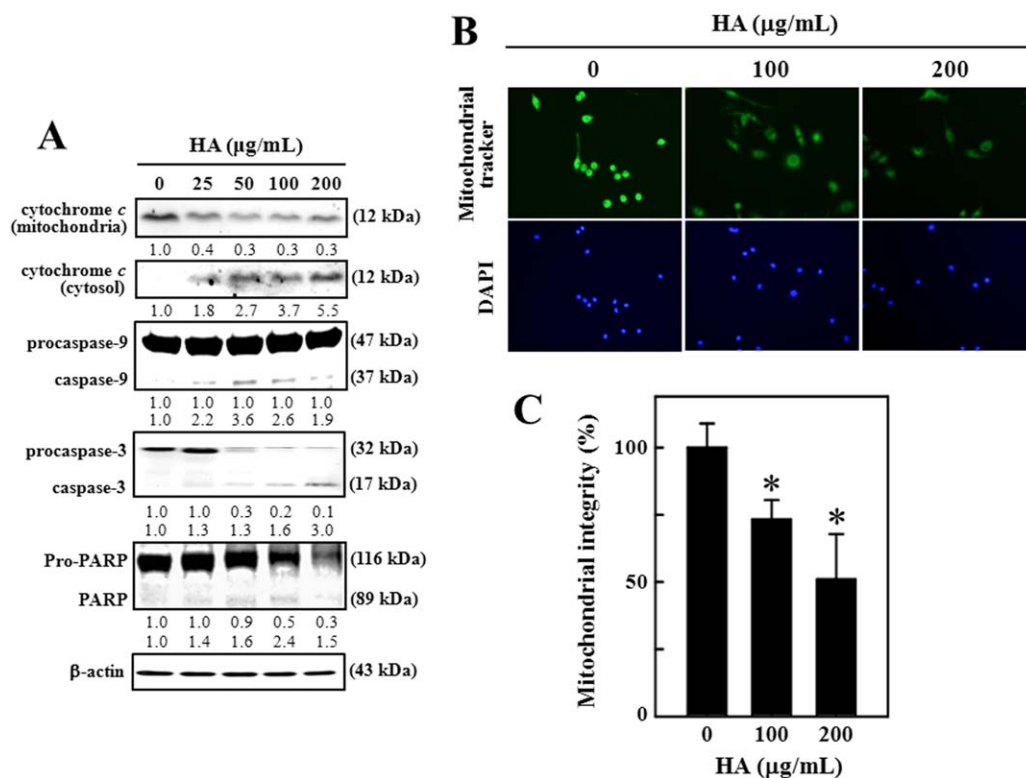 A
HA (µg/mL)
0 25 50 100 200
cytochrome c
(mitochondria)
(12 kDa)
1.0 0.4 0.3 0.3 0.3
cytochrome c
(cytosol)
(12 kDa)
1.0 1.8 2.7 3.7 5.5
procaspase-9 (47 kDa)
caspase-9 (37 kDa)
1.0 1.0 1.0 1.0 1.0
1.0 2.2 3.6 2.6 1.9
procaspase-3 (32 kDa)
caspase-3 (17 kDa)
1.0 1.0 0.3 0.2 0.1
1.0 1.3 1.3 1.6 3.0
Pro-PARP (116 kDa)
PARP (89 kDa)
1.0 1.0 0.9 0.5 0.3
1.0 1.4 1.6 2.4 1.5
β-actin (43 kDa)
B
HA (µg/mL)
0 100 200
Mitochondrial
tracker
DAPI
C
Mitochondrial integrity (%)
100
50
0
* *
0 100 200
HA (µg/mL)